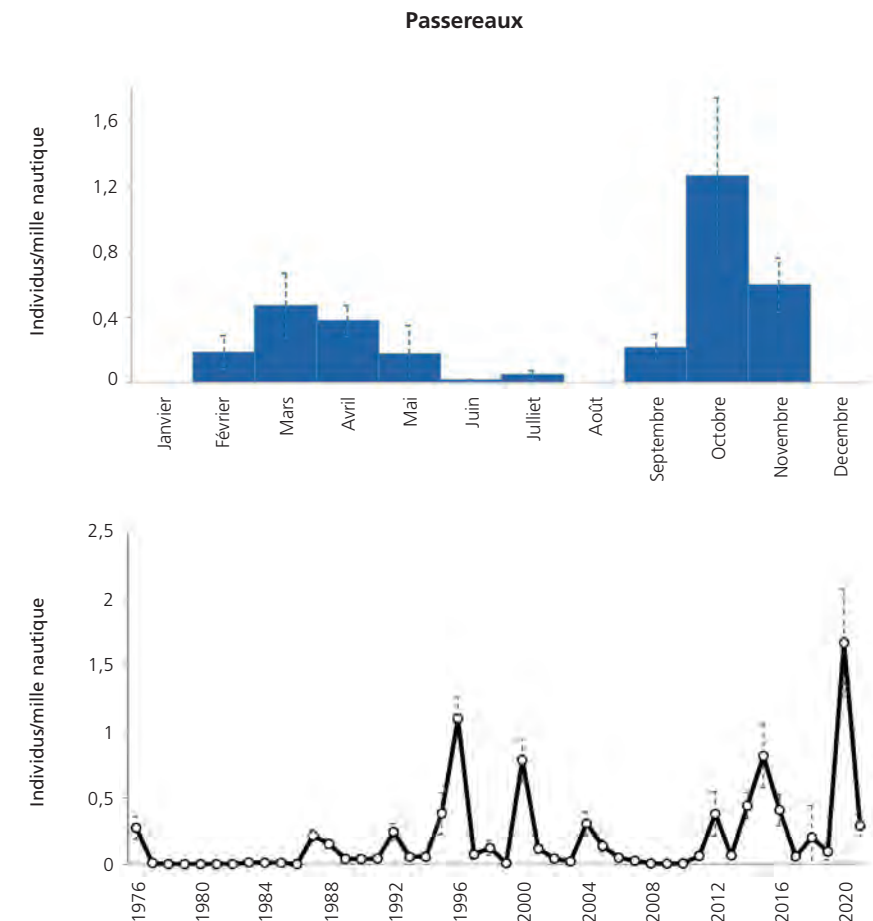 Passereaux
Individus/mille nautique
1,6
1,2
0,8
0,4
0
Janvier
Février
Mars
Avril
Mai
Juin
Julliet
Août
Septembre
Octobre
Novembre
Decembre
Individus/mille nautique
2,5
2
1,5
1
0,5
0
1976
1980
1984
1988
1992
1996
2000
2004
2008
2012
2016
2020